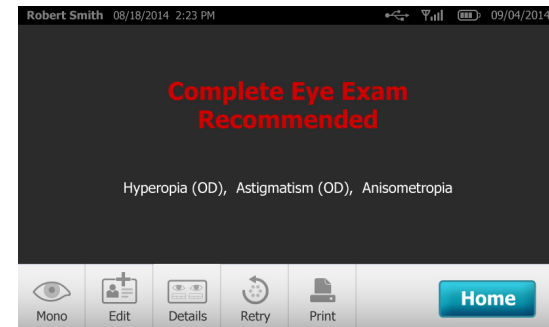 Robert Smith 08/18/2014 2:23 PM 09/04/2014
Complete Eye Exam
Recommended
Hyperopia (OD), Astigmatism (OD), Anisometropia
Mono Edit Details Retry Print
Home